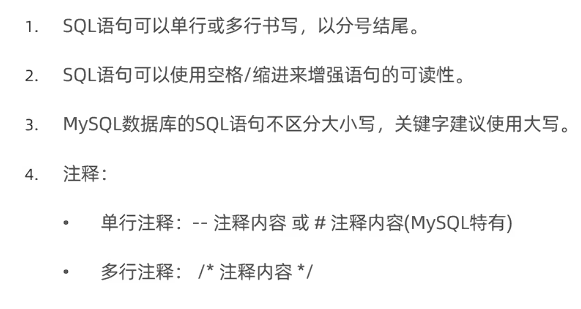 1. SQL语句可以单行或多行书写，以分号结尾。
2. SQL语句可以使用空格/缩进来增强语句的可读性。
3. MySQL数据库的SQL语句不区分大小写，关键字建议使用大写。
4. 注释：
• 单行注释：-- 注释内容 或 # 注释内容(MySQL特有)
• 多行注释： /* 注释内容 */